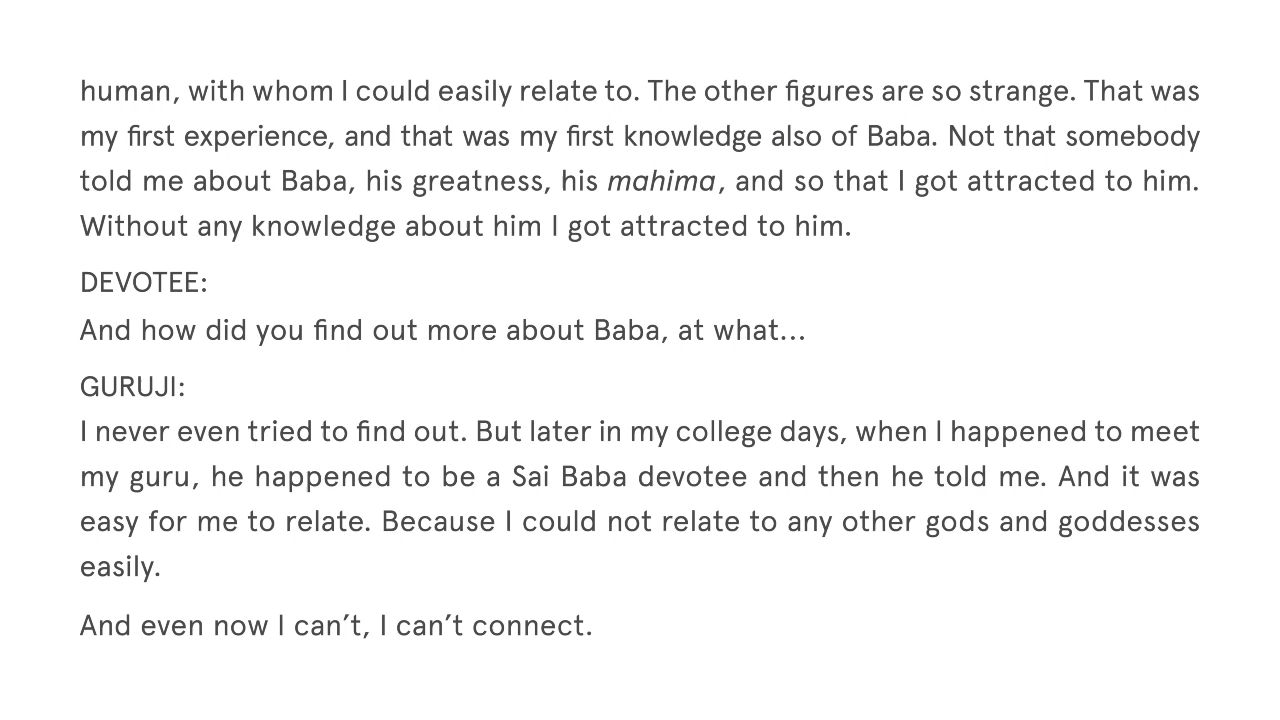 human, with whom I could easily relate to. The other figures are so strange. That was
my first experience, and that was my first knowledge also of Baba. Not that somebody
told me about Baba, his greatness, his mahima, and so that I got attracted to him.
Without any knowledge about him I got attracted to him.
DEVOTEE:
And how did you find out more about Baba, at what...
GURUJI:
I never even tried to find out. But later in my college days, when I happened to meet
my guru, he happened to be a Sai Baba devotee and then he told me. And it was
easy for me to relate. Because I could not relate to any other gods and goddesses
easily.
And even now I can’t, I can’t connect.